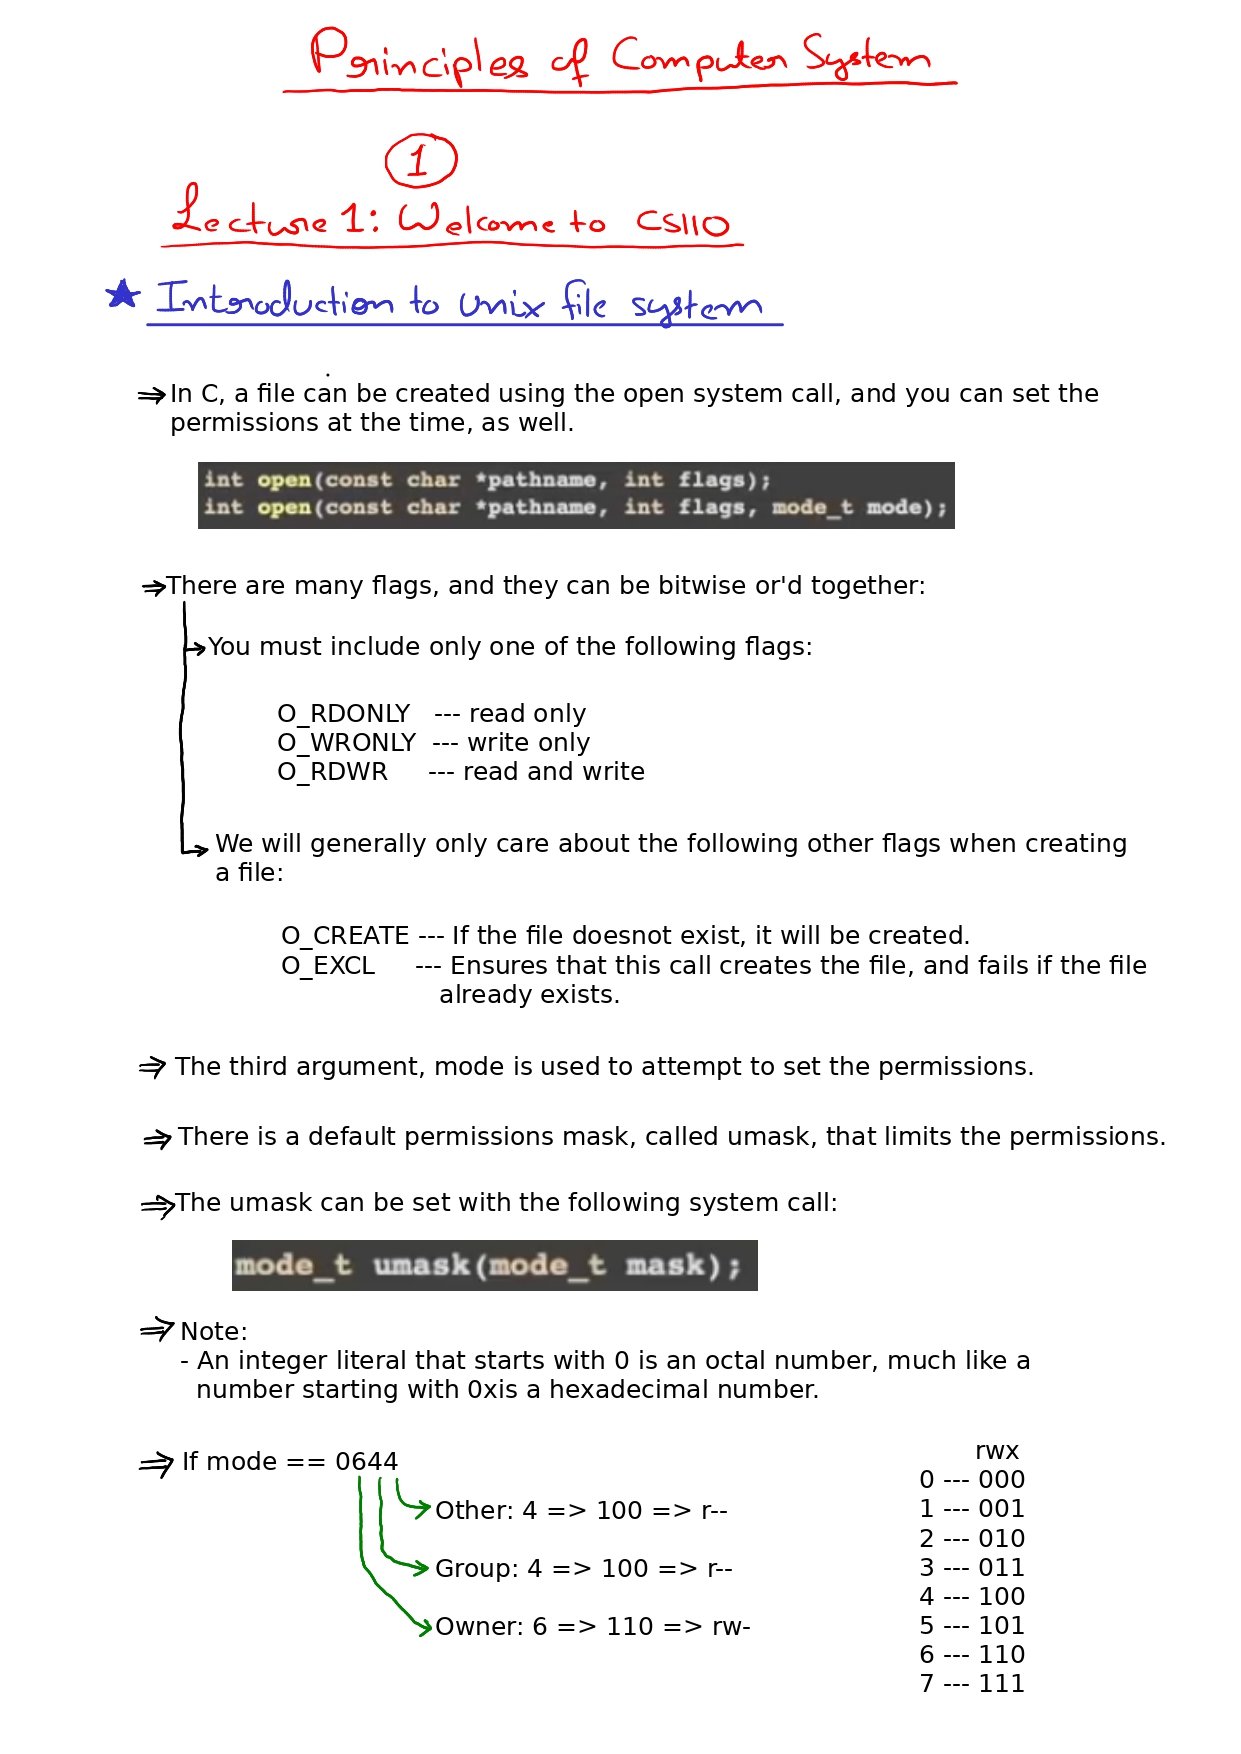 Principles of Computer System
1
Lecture 1: Welcome to CS110
Introduction to unix file system
In C, a file can be created using the open system call, and you can set the
permissions at the time, as well.
int open(const char *pathname, int flags);
int open(const char *pathname, int flags, mode_t mode);
There are many flags, and they can be bitwise or'd together:
You must include only one of the following flags:
O_RDONLY --- read only
O_WRONLY --- write only
O_RDWR --- read and write
We will generally only care about the following other flags when creating
a file:
O_CREATE --- If the file doesnot exist, it will be created.
O_EXCL --- Ensures that this call creates the file, and fails if the file
already exists.
The third argument, mode is used to attempt to set the permissions.
There is a default permissions mask, called umask, that limits the permissions.
The umask can be set with the following system call:
mode_t umask(mode_t mask);
Note:
- An integer literal that starts with 0 is an octal number, much like a
number starting with 0xis a hexadecimal number.
If mode == 0644
Other: 4 => 100 => r--
Group: 4 => 100 => r--
Owner: 6 => 110 => rw-
rwx
0 --- 000
1 --- 001
2 --- 010
3 --- 011
4 --- 100
5 --- 101
6 --- 110
7 --- 111